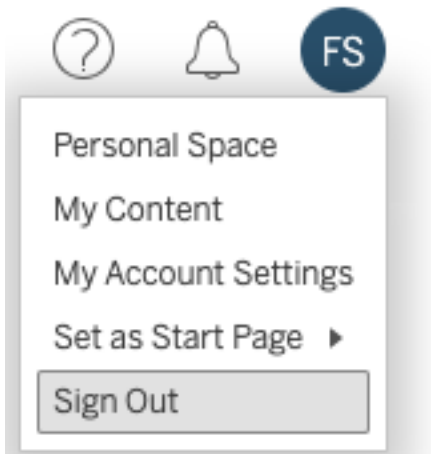 ?
FS
Personal Space
My Content
My Account Settings
Set as Start Page
Sign Out